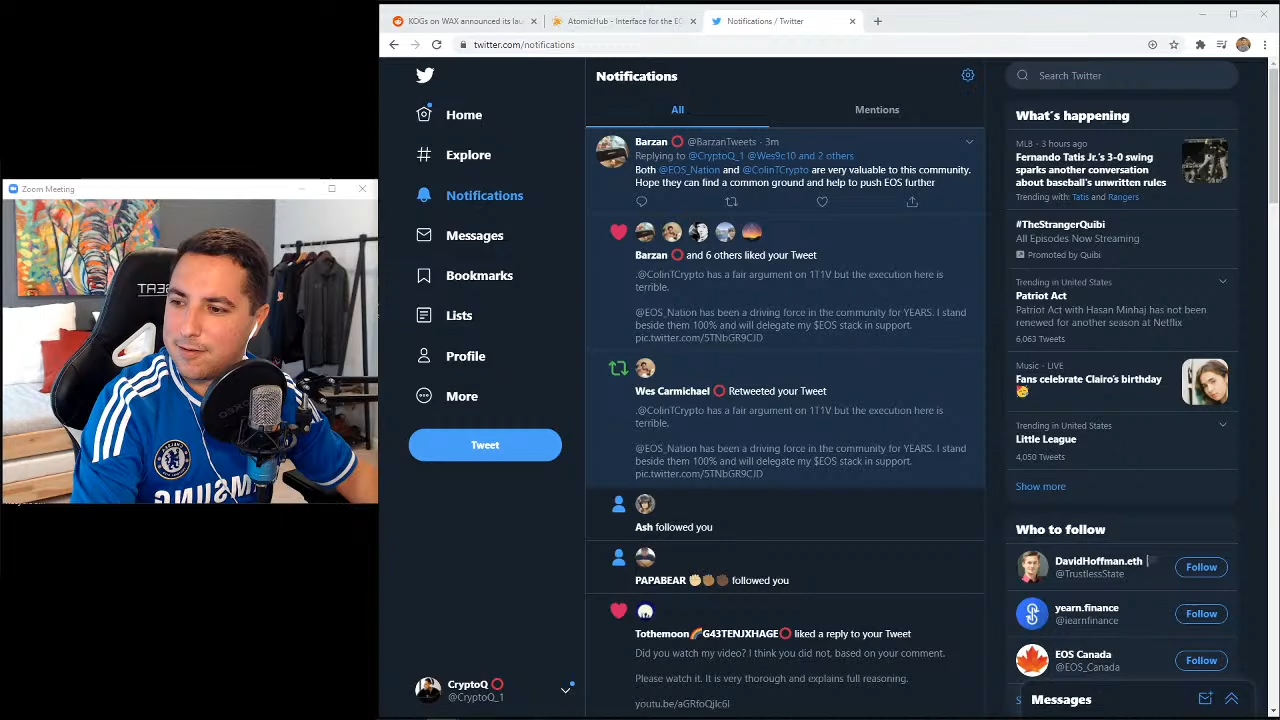 KOGs on WAX announced its lau
AtomicHub - Interface for the EO
Notifications / Twitter
twitter.com/notifications
Zoom Meeting
SEAT
SAMSUNG
Home
Explore
Notifications
Messages
Bookmarks
Lists
Profile
More
Tweet
CryptoQ
@CryptoQ_1
Notifications
All
Mentions
Barzan @BarzanTweets · 3m
Replying to @CryptoQ_1 @Wes9c10 and 2 others
Both @EOS_Nation and @ColinTCrypto are very valuable to this community.
Hope they can find a common ground and help to push EOS further
Barzan and 6 others liked your Tweet
.@ColinTCrypto has a fair argument on 1T1V but the execution here is
terrible.
@EOS_Nation has been a driving force in the community for YEARS. I stand
beside them 100% and will delegate my $EOS stack in support.
pic.twitter.com/5TNbGR9CJD
Wes Carmichael Retweeted your Tweet
.@ColinTCrypto has a fair argument on 1T1V but the execution here is
terrible.
@EOS_Nation has been a driving force in the community for YEARS. I stand
beside them 100% and will delegate my $EOS stack in support.
pic.twitter.com/5TNbGR9CJD
Ash followed you
PAPABEAR ✊🏼✊🏾✊🏿 followed you
Tothemoon🌈G43TENJXHAGE⭕ liked a reply to your Tweet
Did you watch my video? I think you did not, based on your comment.
Please watch it. It is very thorough and explains full reasoning.
youtu.be/aGRfoQjIc6I
Search Twitter
What's happening
MLB · 3 hours ago
Fernando Tatis Jr.'s 3-0 swing
sparks another conversation
about baseball's unwritten rules
Trending with: Tatis and Rangers
#TheStrangerQuibi
All Episodes Now Streaming
Promoted by Quibi
Trending in United States
Patriot Act
Patriot Act with Hasan Minhaj has not been
renewed for another season at Netflix
6,063 Tweets
Music · LIVE
Fans celebrate Clairo's birthday
🥳
Trending in United States
Little League
4,050 Tweets
Show more
Who to follow
DavidHoffman.eth
@TrustlessState
Follow
yearn.finance
@iearnfinance
Follow
EOS Canada
@EOS_Canada
Follow
Messages